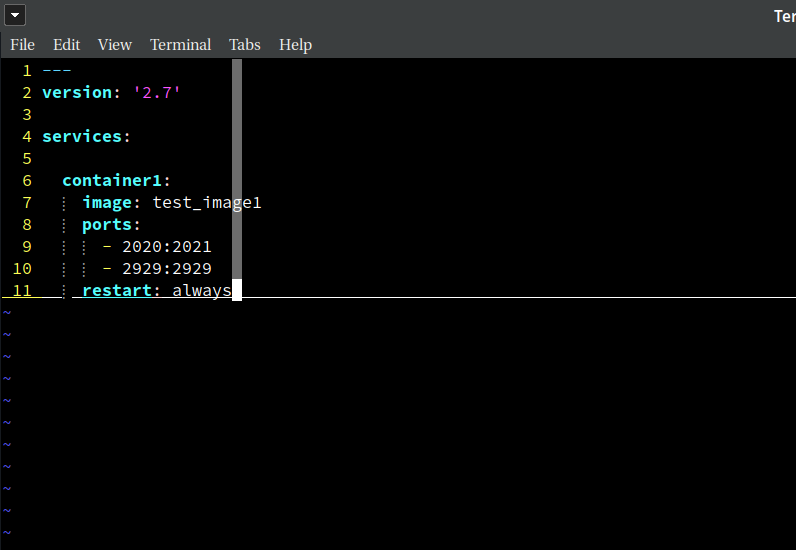 Ter
File Edit View Terminal Tabs Help
1 ---
2 version: '2.7'
3
4 services:
5
6   container1:
7   ┊ image: test_image1
8   ┊ ports:
9   ┊ ┊ - 2020:2021
10   ┊ ┊ - 2929:2929
11   ┊ restart: always
~
~
~
~
~
~
~
~
~
~
~